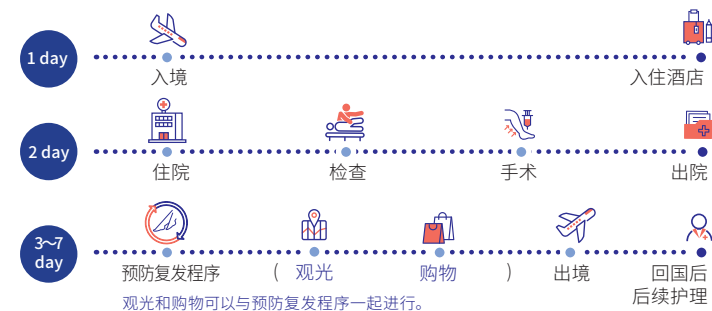 1 day
入境
入住酒店
2 day
住院
检查
手术
出院
3~7
day
预防复发程序
( 观光
购物 )
出境
回国后
后续护理
观光和购物可以与预防复发程序一起进行。